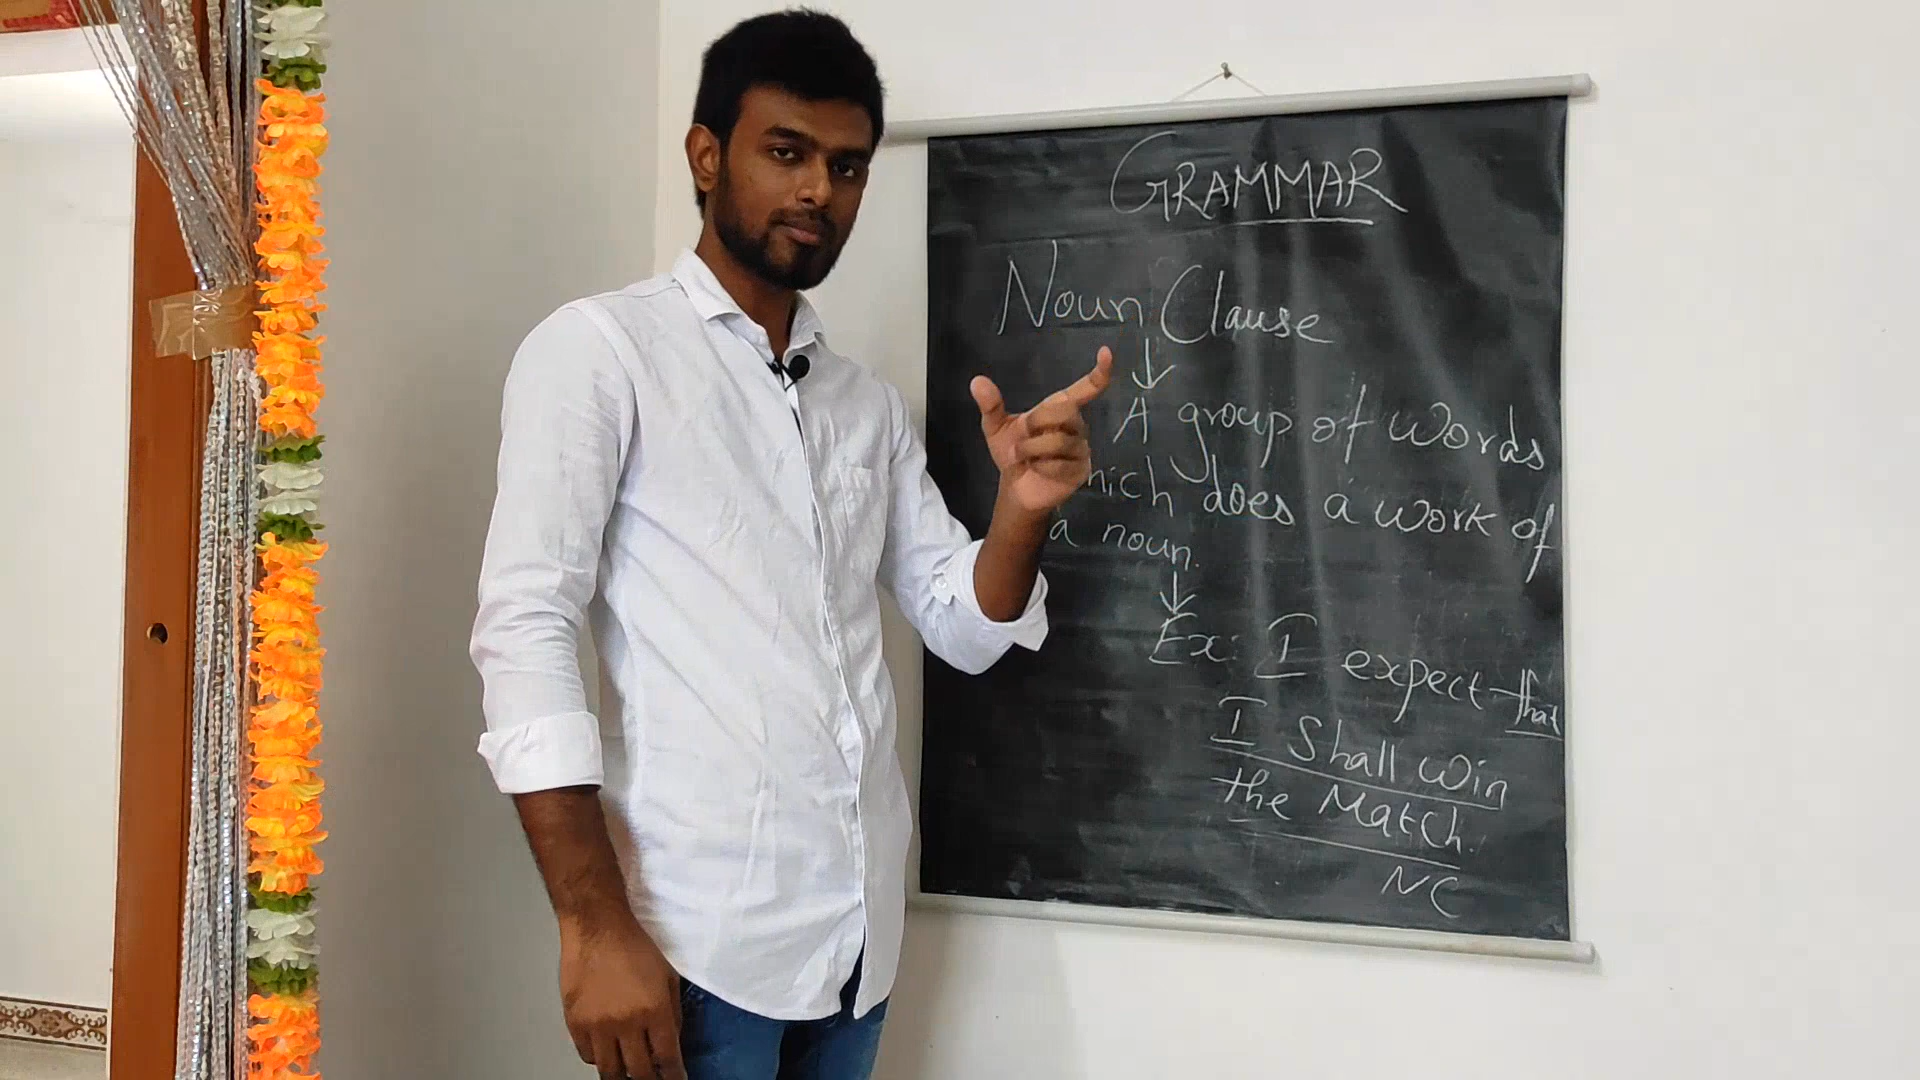 GRAMMAR
Noun Clause
A group of words
hich does a work of
a noun.
Ex: I expect that
I Shall win
the Match.
NC